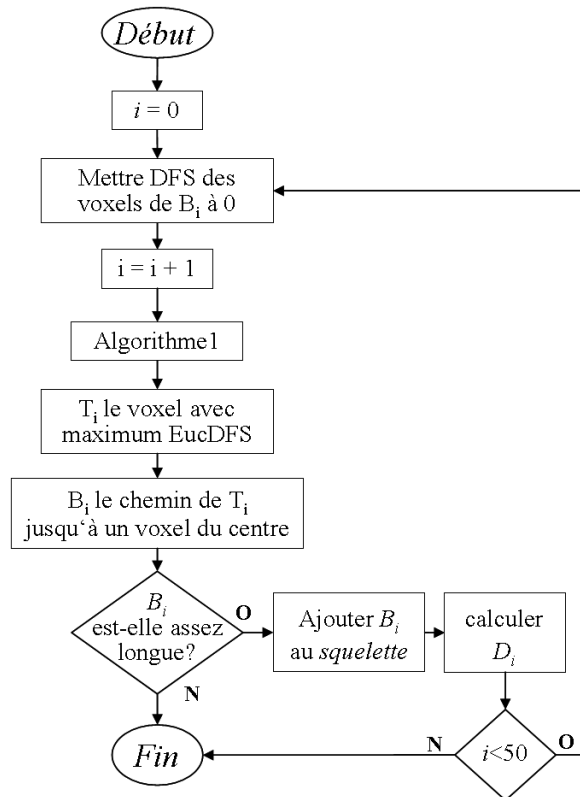 Début
i = 0
Mettre DFS des
voxels de Bi à 0
i = i + 1
Algorithme1
Ti le voxel avec
maximum EucDFS
Bi le chemin de Ti
jusqu‘à un voxel du centre
Bi
est-elle assez
longue?
O
N
Ajouter Bi
au squelette
calculer
Di
i<50
N
O
Fin